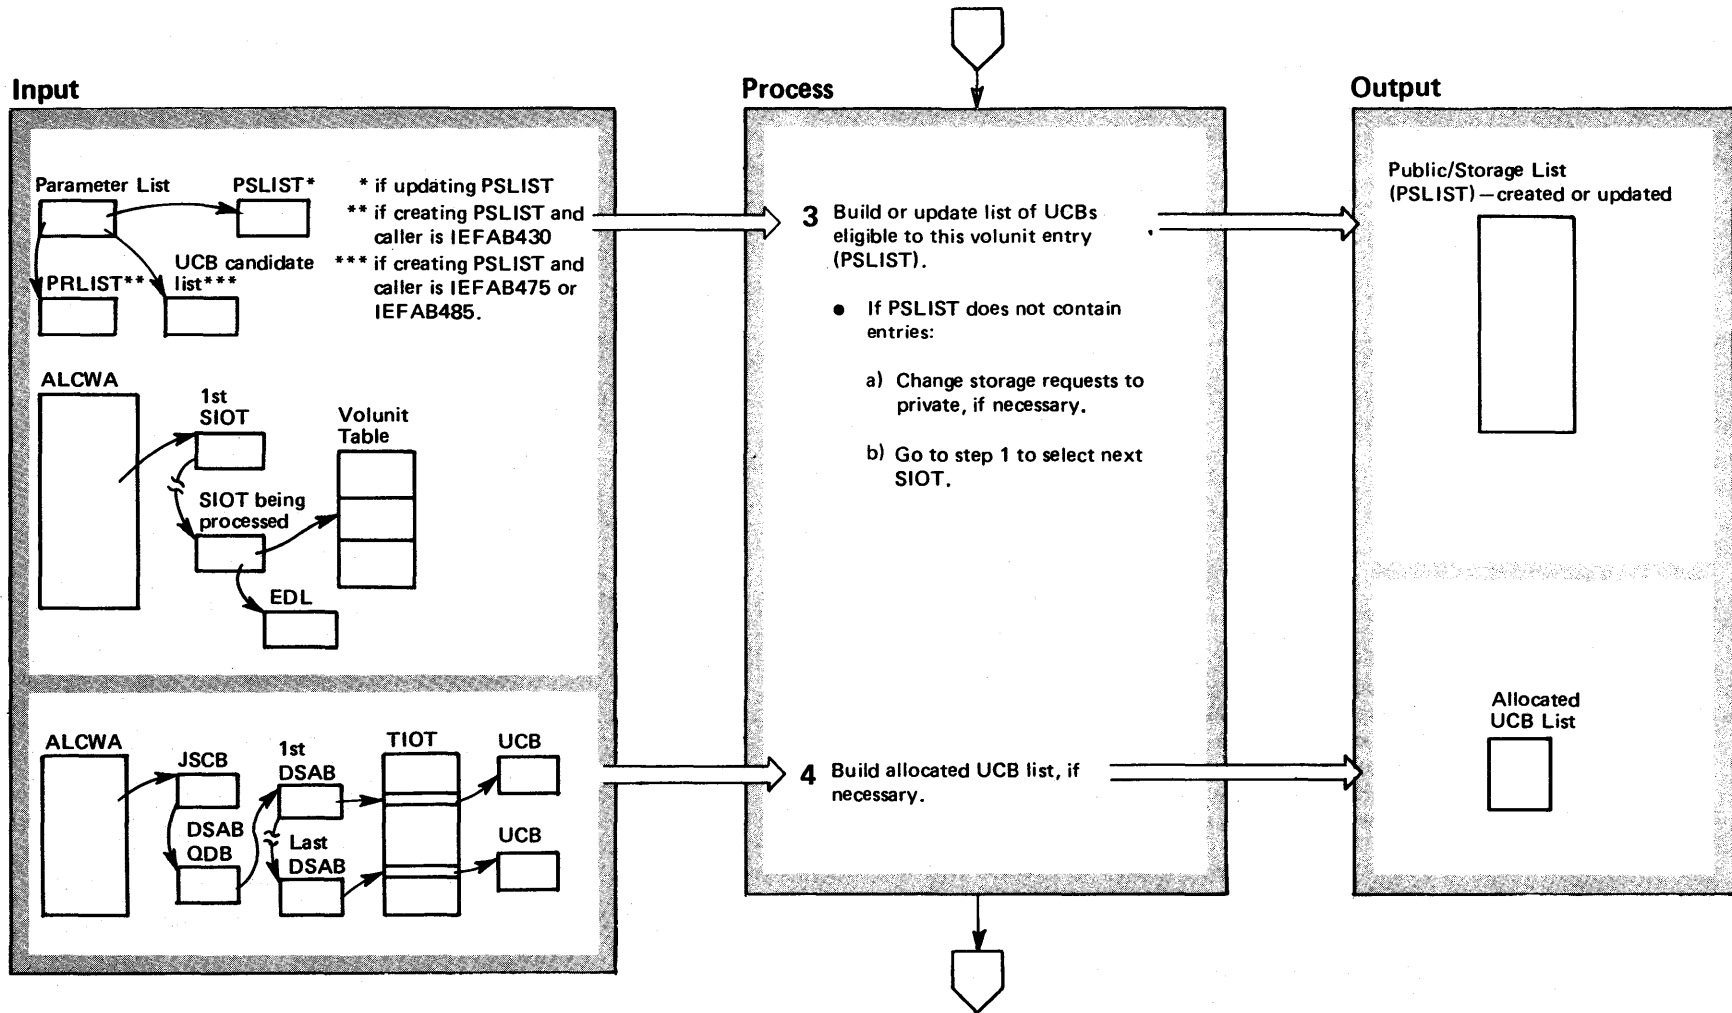 Input
Process
Output
Parameter List
PSLIST*
* if updating PSLIST
** if creating PSLIST and
caller is IEFAB430
*** if creating PSLIST and
caller is IEFAB475 or
IEFAB485.
PRLIST**
UCB candidate
list***
ALCWA
1st
SIOT
Volunit
Table
SIOT being
processed
EDL
3 Build or update list of UCBs
eligible to this volunit entry
(PSLIST).
• If PSLIST does not contain
entries:
a) Change storage requests to
private, if necessary.
b) Go to step 1 to select next
SIOT.
Public/Storage List
(PSLIST)—created or updated
ALCWA
JSCB
DSAB
QDB
1st
DSAB
Last
DSAB
TIOT
UCB
UCB
4 Build allocated UCB list, if
necessary.
Allocated
UCB List